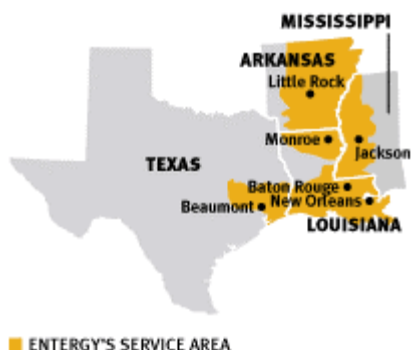 MISSISSIPPI
ARKANSAS
Little Rock
Monroe
Jackson
TEXAS
Baton Rouge
New Orleans
Beaumont
LOUISIANA
ENTERGY'S SERVICE AREA